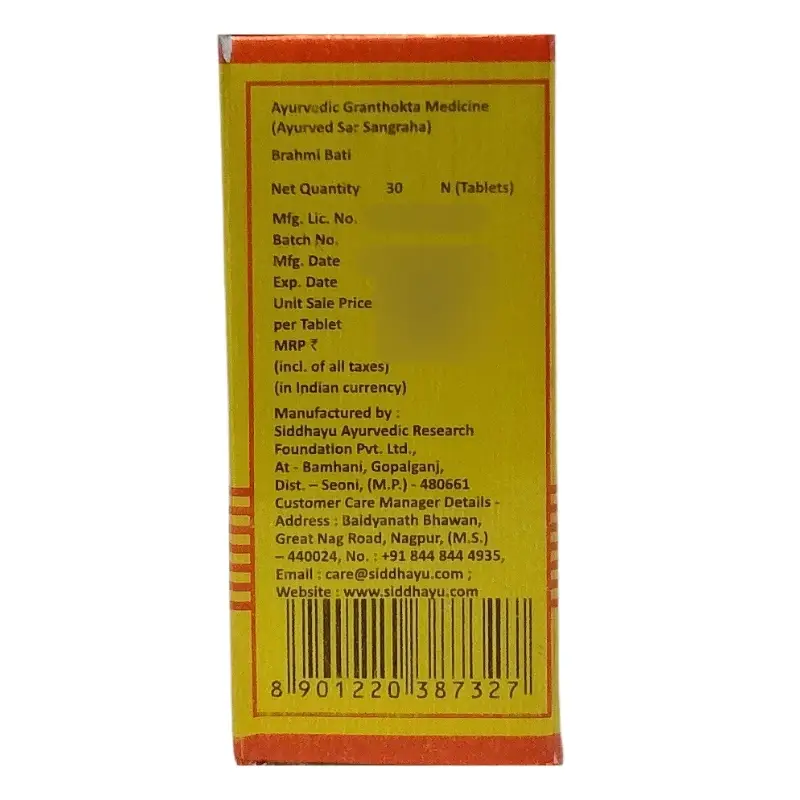 Ayurvedic Granthokta Medicine
(Ayurved Sar Sangraha)
Brahmi Bati
Net Quantity 30 N (Tablets)
Mfg. Lic. No.
Batch No.
Mfg. Date
Exp. Date
Unit Sale Price
per Tablet
MRP ₹
(incl. of all taxes)
(in Indian currency)
Manufactured by :
Siddhayu Ayurvedic Research
Foundation Pvt. Ltd.,
At - Bamhani, Gopalganj,
Dist. – Seoni, (M.P.) - 480661
Customer Care Manager Details -
Address : Baidyanath Bhawan,
Great Nag Road, Nagpur, (M.S.)
– 440024, No. : +91 844 844 4935,
Email : care@siddhayu.com ;
Website : www.siddhayu.com
8 901220 387327